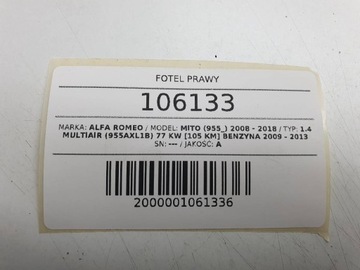 FOTEL PRAWY
106133
MARKA: ALFA ROMEO / MODEL: MITO (955_) 2008 - 2018 / TYP: 1.4
MULTIAIR (955AXL1B) 77 KW [105 KM] BENZYNA 2009 - 2013
SN: --- / JAKOŚĆ: A
2000001061336